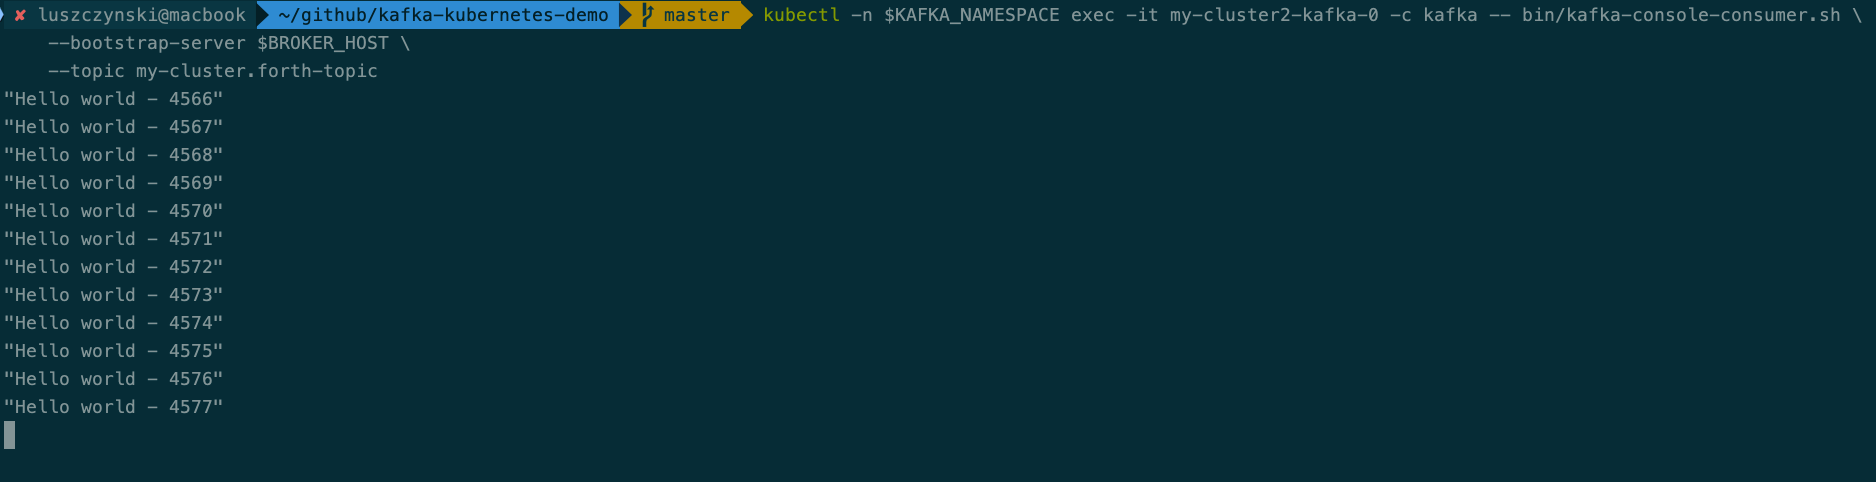 ✘ luszczynski@macbook ~/github/kafka-kubernetes-demo master kubectl -n $KAFKA_NAMESPACE exec -it my-cluster2-kafka-0 -c kafka -- bin/kafka-console-consumer.sh \
--bootstrap-server $BROKER_HOST \
--topic my-cluster.forth-topic
"Hello world - 4566"
"Hello world - 4567"
"Hello world - 4568"
"Hello world - 4569"
"Hello world - 4570"
"Hello world - 4571"
"Hello world - 4572"
"Hello world - 4573"
"Hello world - 4574"
"Hello world - 4575"
"Hello world - 4576"
"Hello world - 4577"